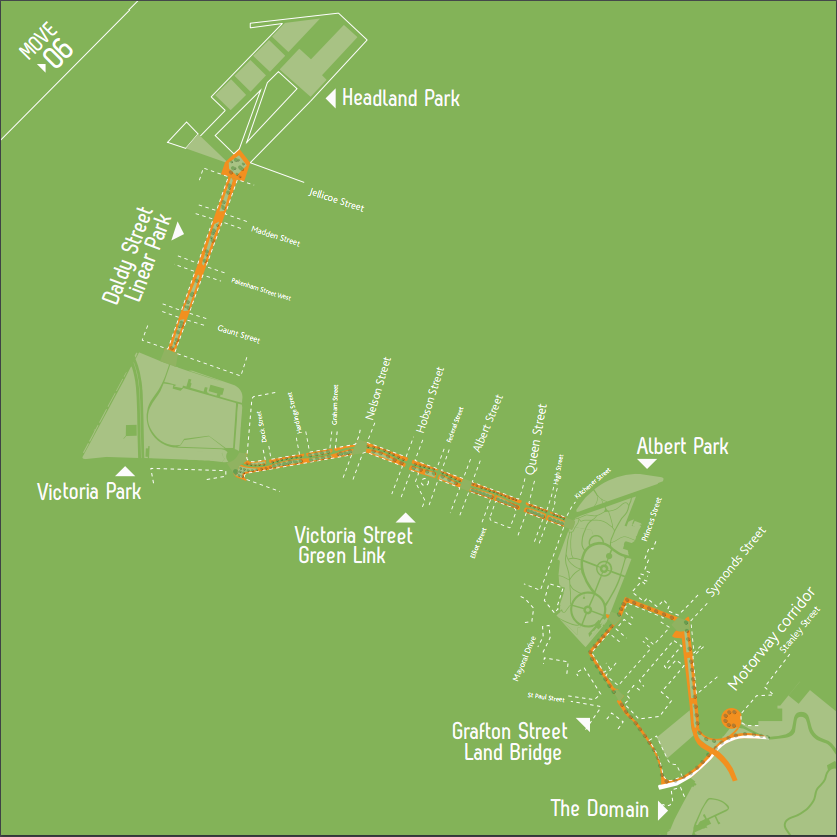 MOVE
06
Headland Park
Jellicoe Street
Daldy Street
Linear Park
Madden Street
Pakenham Street West
Gaunt Street
Nelson Street
Hobson Street
Federal Street
Albert Street
Queen Street
High Street
Dock Street
Halsey Street
Graham Street
Kitchener Street
Albert Park
Victoria Park
Victoria Street
Green Link
Elliot Street
Princes Street
Symonds Street
Motorway corridor
Stanley Street
Mayoral Drive
St Paul Street
Grafton Street
Land Bridge
The Domain